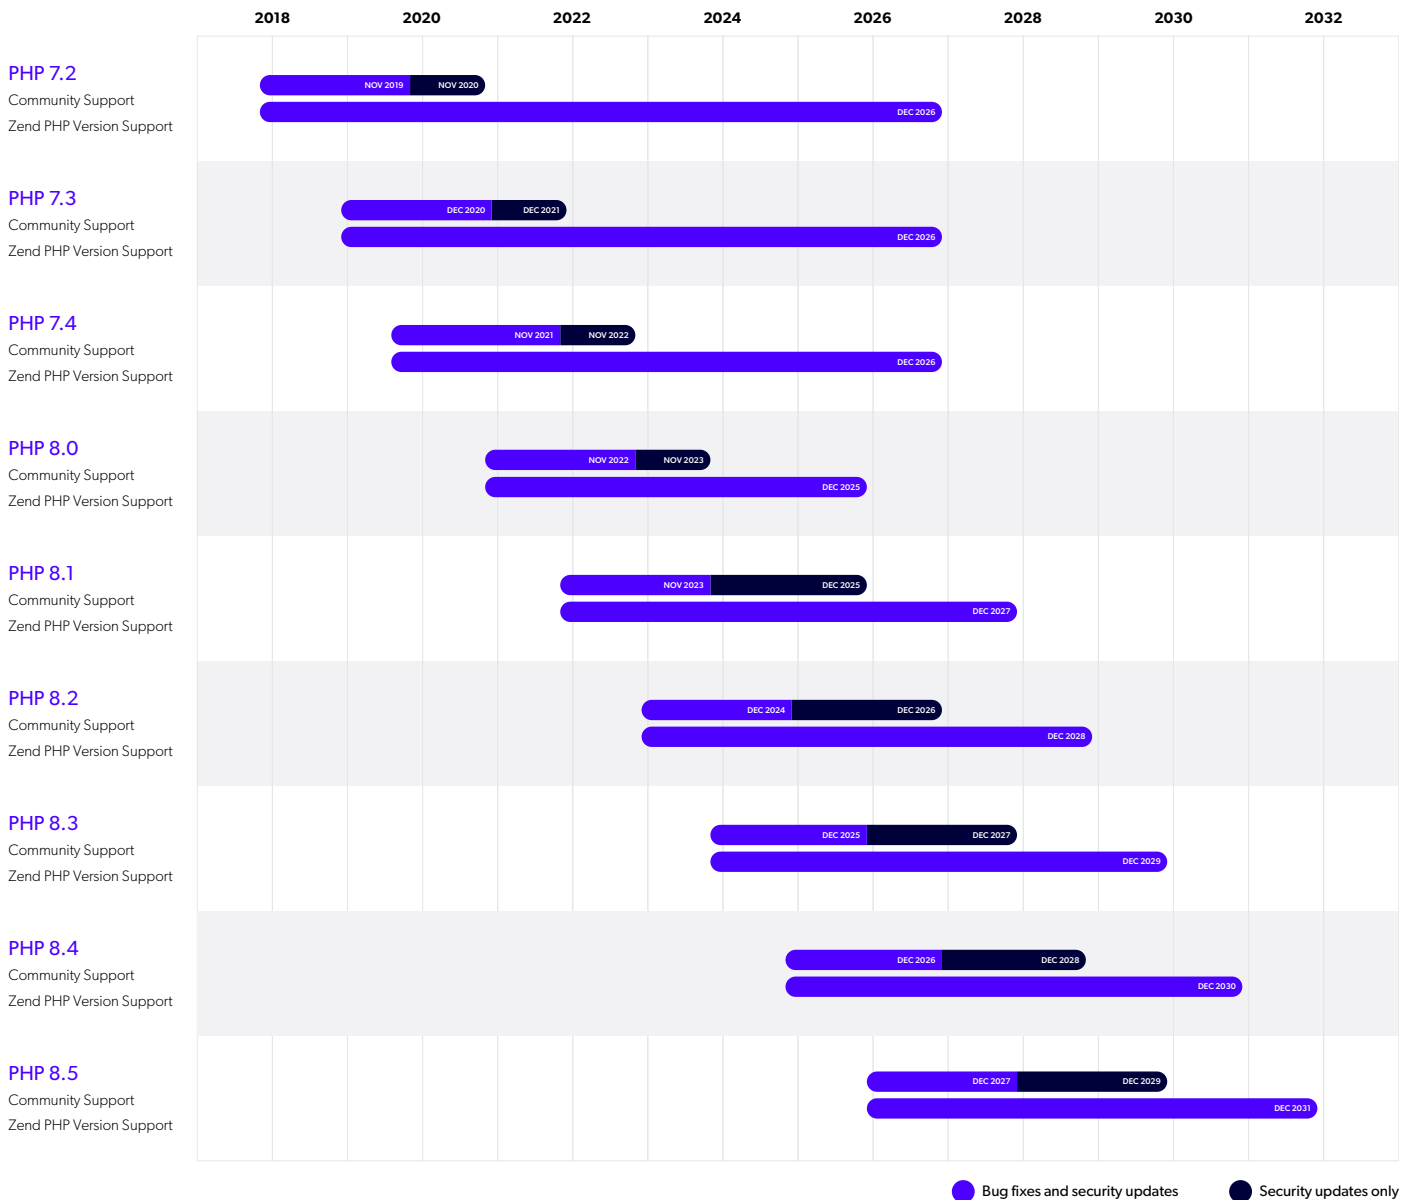 2018 2020 2022 2024 2026 2028 2030 2032
PHP 7.2
Community Support
NOV 2019 NOV 2020
Zend PHP Version Support
DEC 2026
PHP 7.3
Community Support
DEC 2020 DEC 2021
Zend PHP Version Support
DEC 2026
PHP 7.4
Community Support
NOV 2021 NOV 2022
Zend PHP Version Support
DEC 2026
PHP 8.0
Community Support
NOV 2022 NOV 2023
Zend PHP Version Support
DEC 2025
PHP 8.1
Community Support
NOV 2023 DEC 2025
Zend PHP Version Support
DEC 2027
PHP 8.2
Community Support
DEC 2024 DEC 2026
Zend PHP Version Support
DEC 2028
PHP 8.3
Community Support
DEC 2025 DEC 2027
Zend PHP Version Support
DEC 2029
PHP 8.4
Community Support
DEC 2026 DEC 2028
Zend PHP Version Support
DEC 2030
PHP 8.5
Community Support
DEC 2027 DEC 2029
Zend PHP Version Support
DEC 2031
Bug fixes and security updates Security updates only